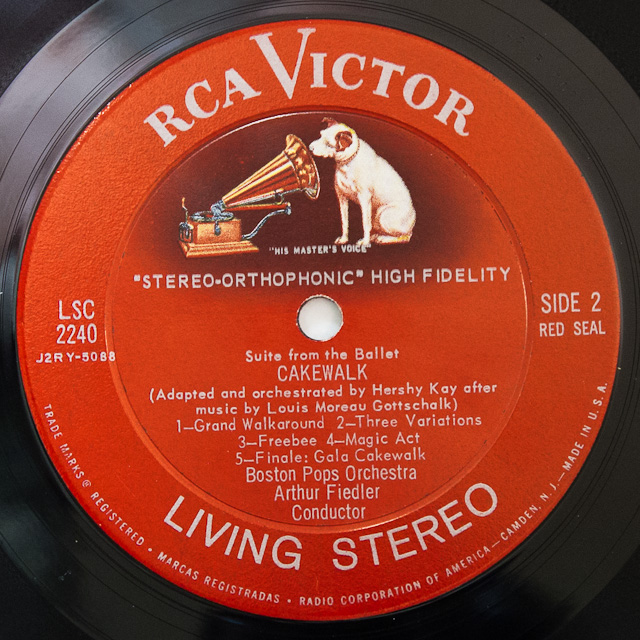 RCA VICTOR
"HIS MASTER'S VOICE"
"STEREO-ORTHOPHONIC" HIGH FIDELITY
LSC
2240
J2RY-5088
SIDE 2
RED SEAL
Suite from the Ballet
CAKEWALK
(Adapted and orchestrated by Hershy Kay after
music by Louis Moreau Gottschalk)
1—Grand Walkaround 2—Three Variations
3—Freebee 4—Magic Act
5—Finale: Gala Cakewalk
Boston Pops Orchestra
Arthur Fiedler
Conductor
LIVING STEREO
TRADE MARKS ® REGISTERED • MARCAS REGISTRADAS • RADIO CORPORATION OF AMERICA—CAMDEN, N. J.—MADE IN U. S. A.